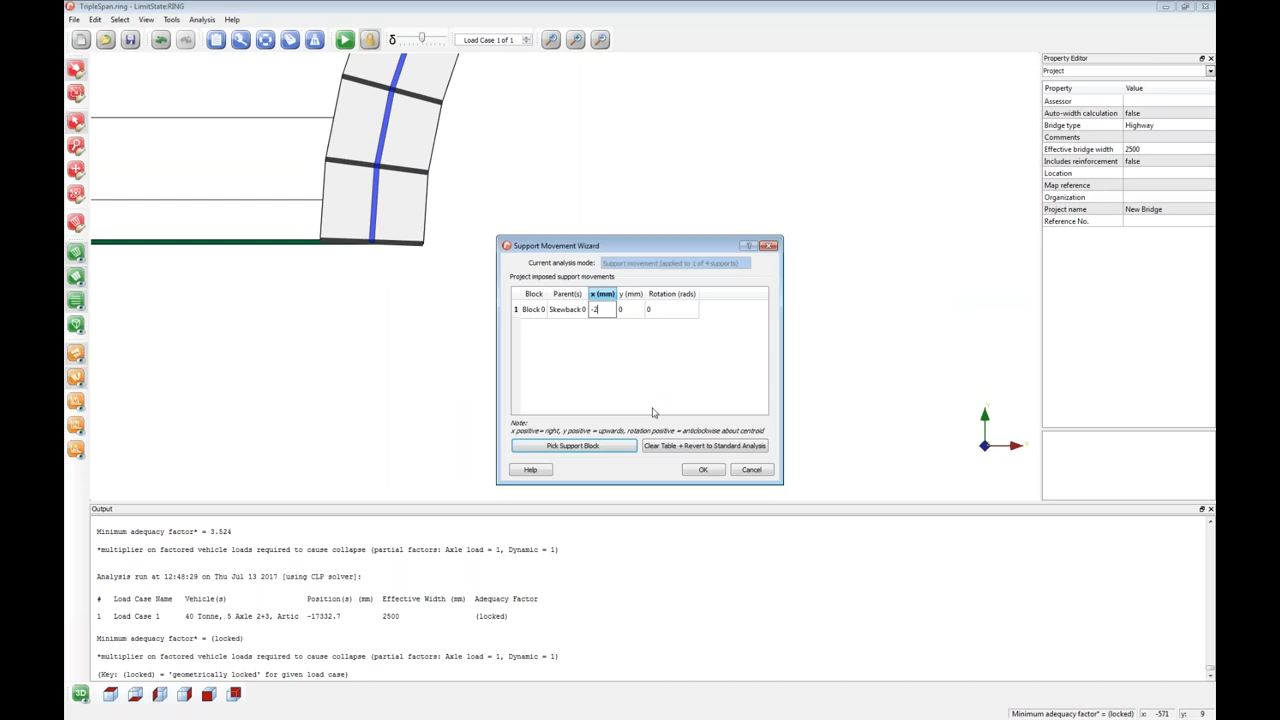 TripleSpan.ring - LimitState:RING
File Edit Select View Tools Analysis Help
δ Load Case 1 of 1
Property Editor
Project
Property Value
Assessor
Auto-width calculation false
Bridge type Highway
Comments
Effective bridge width 2500
Includes reinforcement false
Location
Map reference
Organization
Project name New Bridge
Reference No.
Support Movement Wizard
Current analysis mode: Support movement (applied to 1 of 4 supports)
Project imposed support movements
Block Parent(s) x (mm) y (mm) Rotation (rads)
1 Block 0 Skewback 0 -2 0 0
Note:
x positive= right, y positive = upwards, rotation positive = anticlockwise about centroid
Pick Support Block Clear Table + Revert to Standard Analysis
Help OK Cancel
Output
Minimum adequacy factor* = 3.524
*multiplier on factored vehicle loads required to cause collapse (partial factors: Axle load = 1, Dynamic = 1)
Analysis run at 12:48:29 on Thu Jul 13 2017 [using CLP solver]:
# Load Case Name Vehicle(s) Position(s) (mm) Effective Width (mm) Adequacy Factor
1 Load Case 1 40 Tonne, 5 Axle 2+3, Artic -17332.7 2500 (locked)
Minimum adequacy factor* = (locked)
*multiplier on factored vehicle loads required to cause collapse (partial factors: Axle load = 1, Dynamic = 1)
(Key: (locked) = 'geometrically locked' for given load case)
3D
Minimum adequacy factor* = (locked) x: -571 y: 9